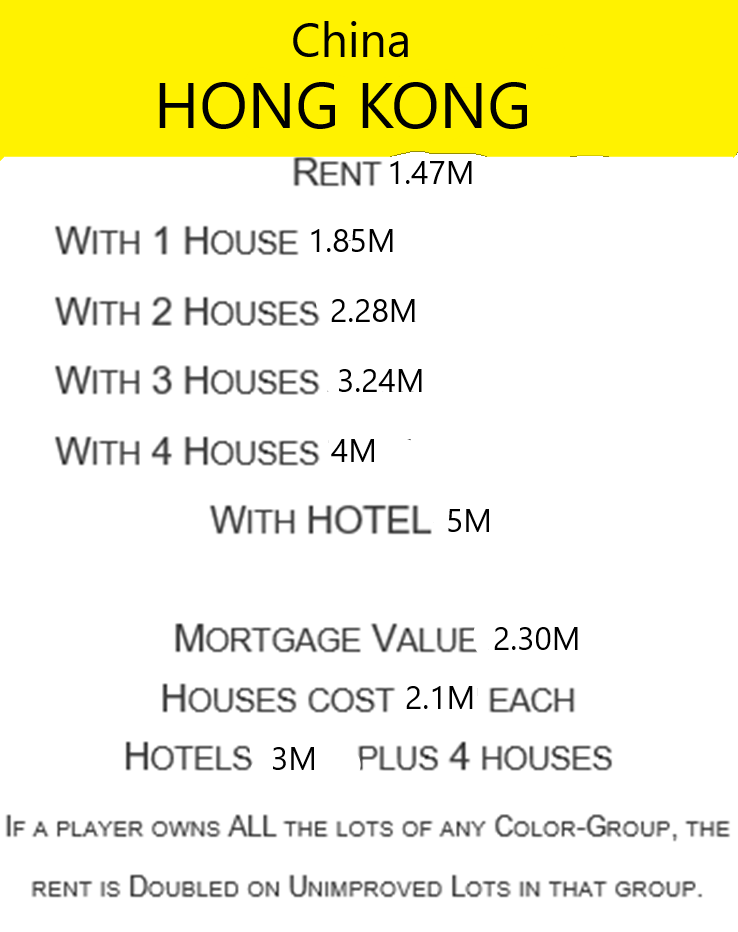 China
HONG KONG
RENT 1.47M
WITH 1 HOUSE 1.85M
WITH 2 HOUSES 2.28M
WITH 3 HOUSES 3.24M
WITH 4 HOUSES 4M
WITH HOTEL 5M
MORTGAGE VALUE 2.30M
HOUSES COST 2.1M EACH
HOTELS 3M PLUS 4 HOUSES
IF A PLAYER OWNS ALL THE LOTS OF ANY COLOR-GROUP, THE
RENT IS DOUBLED ON UNIMPROVED LOTS IN THAT GROUP.